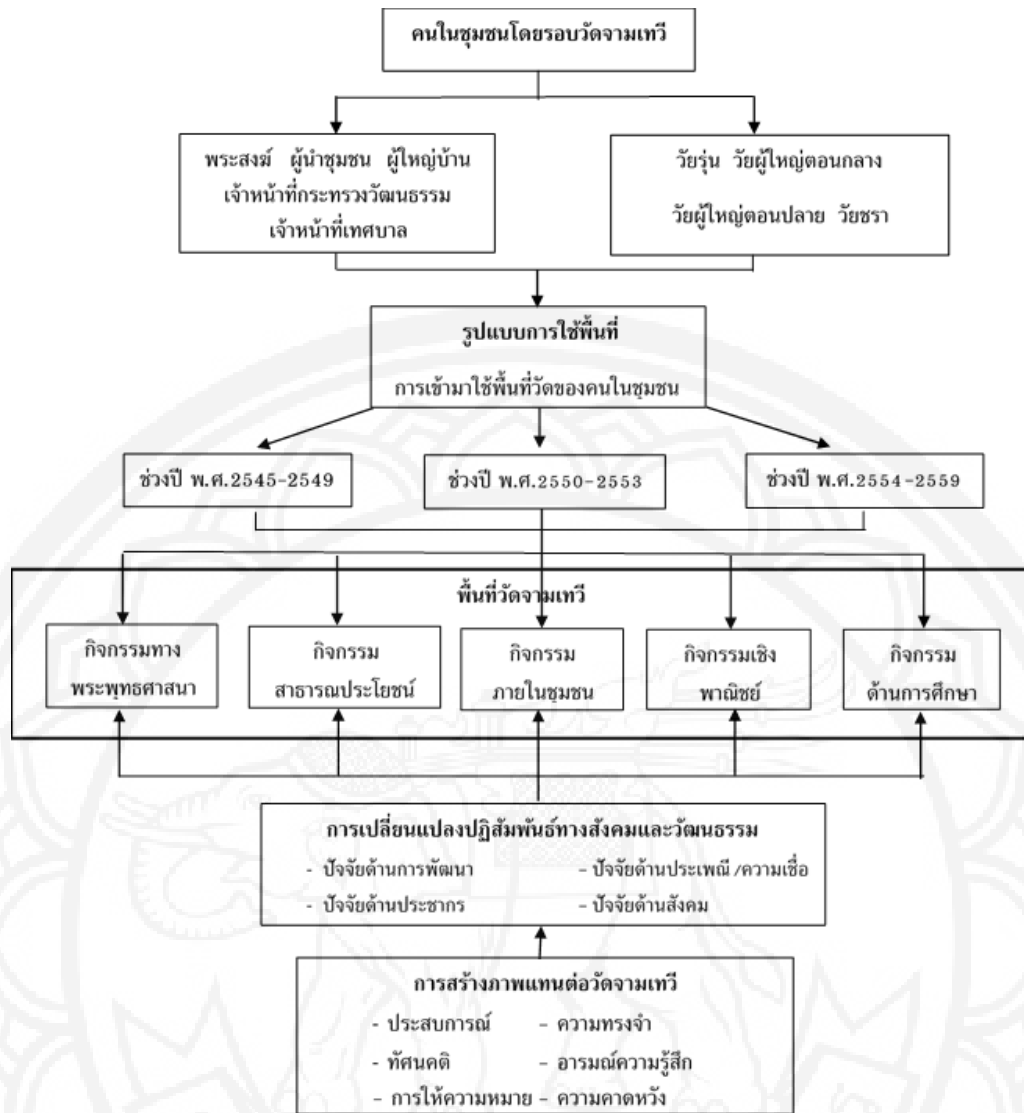 คนในชุมชนโดยรอบวัดจามเทวี
พระสงฆ์ ผู้นำชุมชน ผู้ใหญ่บ้าน
เจ้าหน้าที่กระทรวงวัฒนธรรม
เจ้าหน้าที่เทศบาล
วัยรุ่น วัยผู้ใหญ่ตอนกลาง
วัยผู้ใหญ่ตอนปลาย วัยชรา
รูปแบบการใช้พื้นที่
การเข้ามาใช้พื้นที่วัดของคนในชุมชน
ช่วงปี พ.ศ.2545-2549
ช่วงปี พ.ศ.2550-2553
ช่วงปี พ.ศ.2554-2559
พื้นที่วัดจามเทวี
กิจกรรมทาง
พระพุทธศาสนา
กิจกรรม
สาธารณประโยชน์
กิจกรรม
ภายในชุมชน
กิจกรรมเชิง
พาณิชย์
กิจกรรม
ด้านการศึกษา
การเปลี่ยนแปลงปฏิสัมพันธ์ทางสังคมและวัฒนธรรม
- ปัจจัยด้านการพัฒนา - ปัจจัยด้านประเพณี /ความเชื่อ
- ปัจจัยด้านประชากร - ปัจจัยด้านสังคม
การสร้างภาพแทนต่อวัดจามเทวี
- ประสบการณ์ - ความทรงจำ
- ทัศนคติ - อารมณ์ความรู้สึก
- การให้ความหมาย - ความคาดหวัง